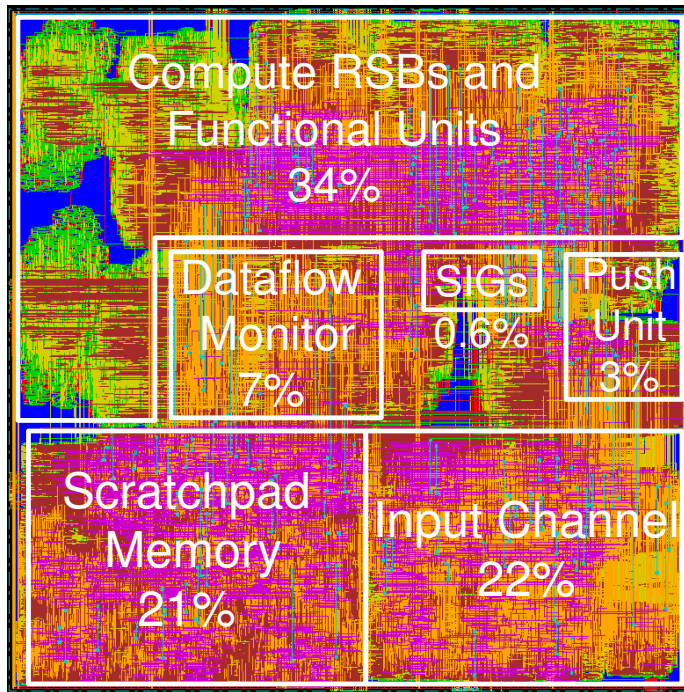 Compute RSBs and
Functional Units
34%
Dataflow
Monitor
7%
SIGs
0.6%
Push
Unit
3%
Scratchpad
Memory
21%
Input Channel
22%